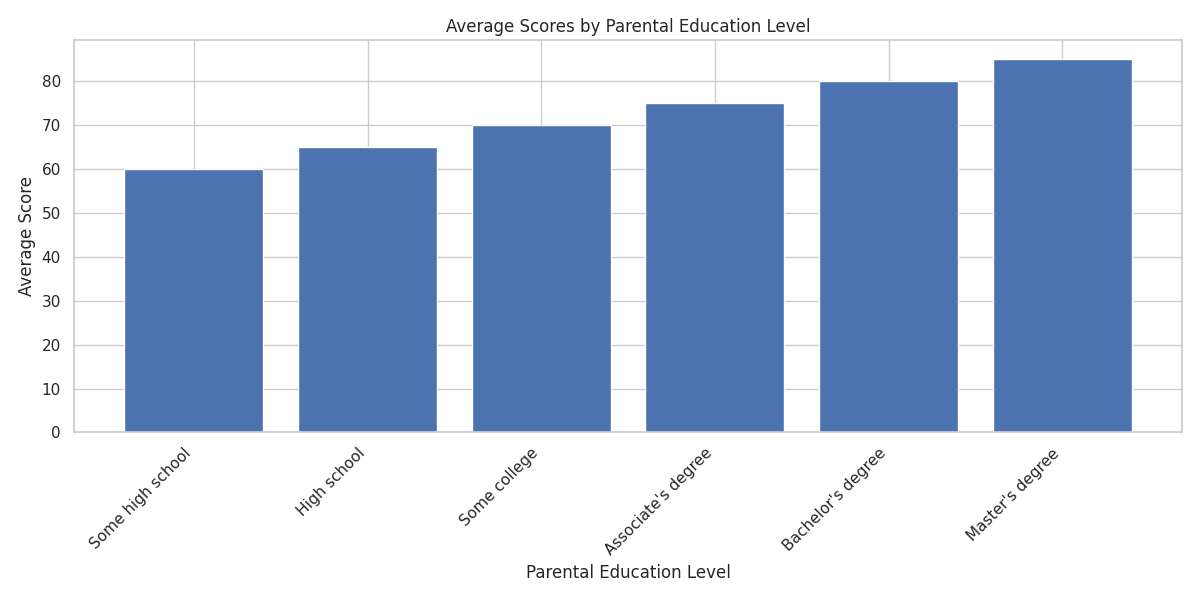 Average Scores by Parental Education Level
Average Score
80
70
60
50
40
30
20
10
0
Some high school
High school
Some college
Associate's degree
Bachelor's degree
Master's degree
Parental Education Level